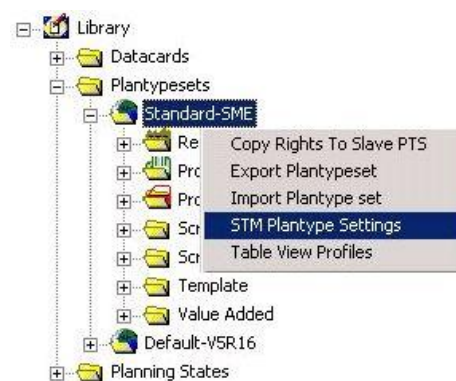 Library
Datacards
Plantypesets
Standard-SME
Re
Copy Rights To Slave PTS
Pro
Export Plantypeset
Pro
Import Plantype set
Scr
STM Plantype Settings
Scr
Table View Profiles
Template
Value Added
Default-V5R16
Planning States